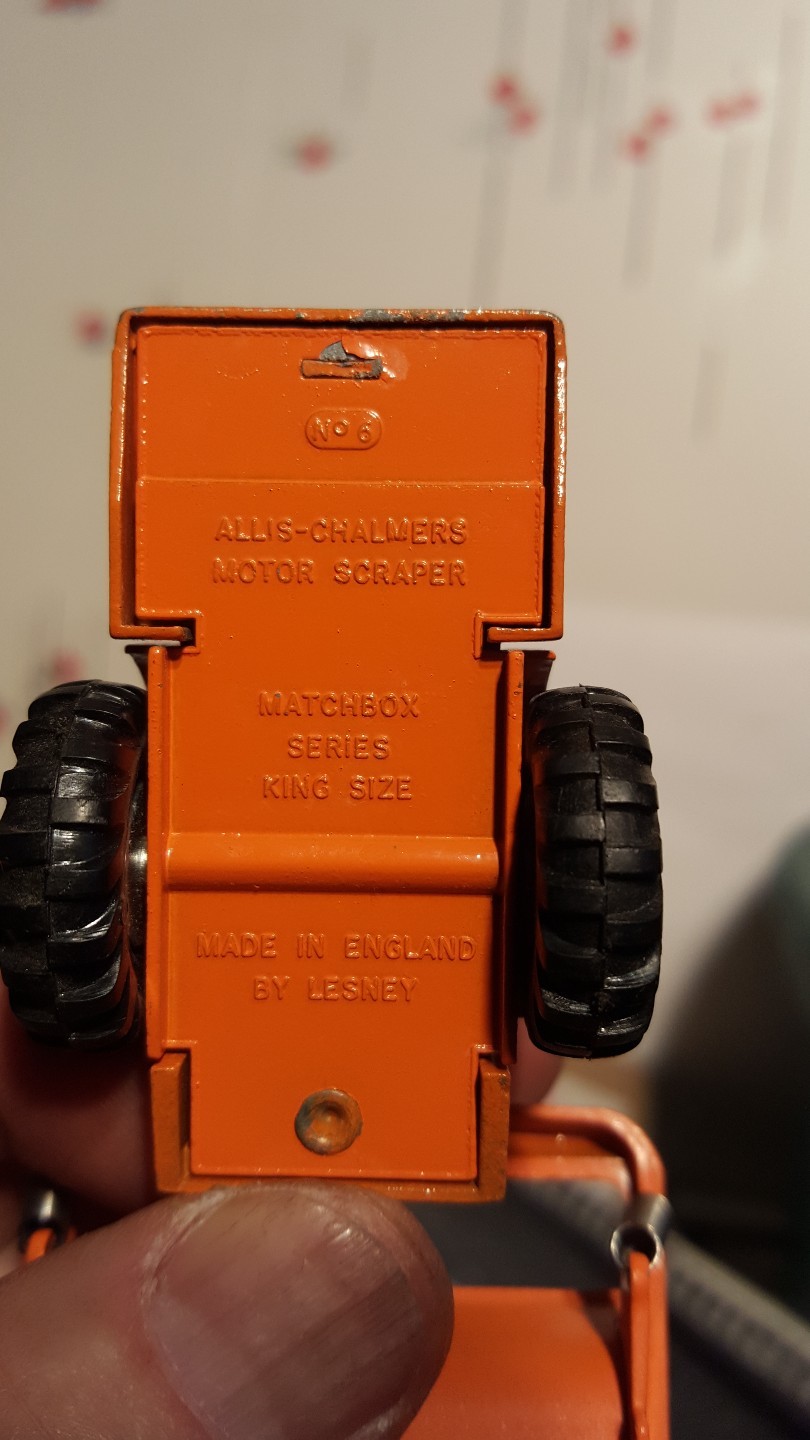 No 6
ALLIS-CHALMERS
MOTOR SCRAPER
MATCHBOX
SERIES
KING SIZE
MADE IN ENGLAND
BY LESNEY